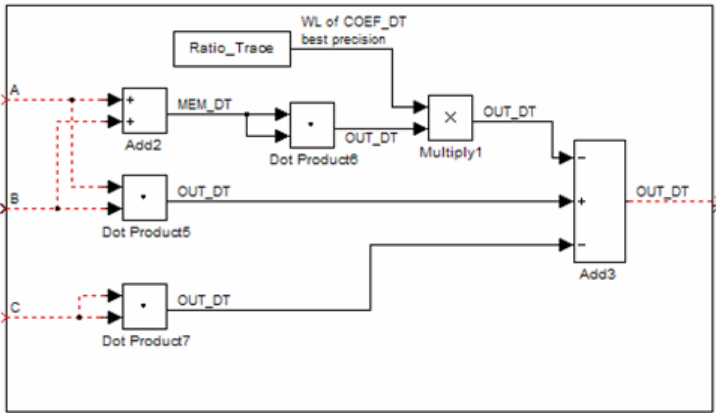 WL of COEF_DT
best precision
Ratio_Trace
A
+
+
MEM_DT
Add2
Dot Product6
OUT_DT
×
OUT_DT
Multiply1
B
OUT_DT
Dot Product5
−
+
−
OUT_DT
Add3
C
OUT_DT
Dot Product7